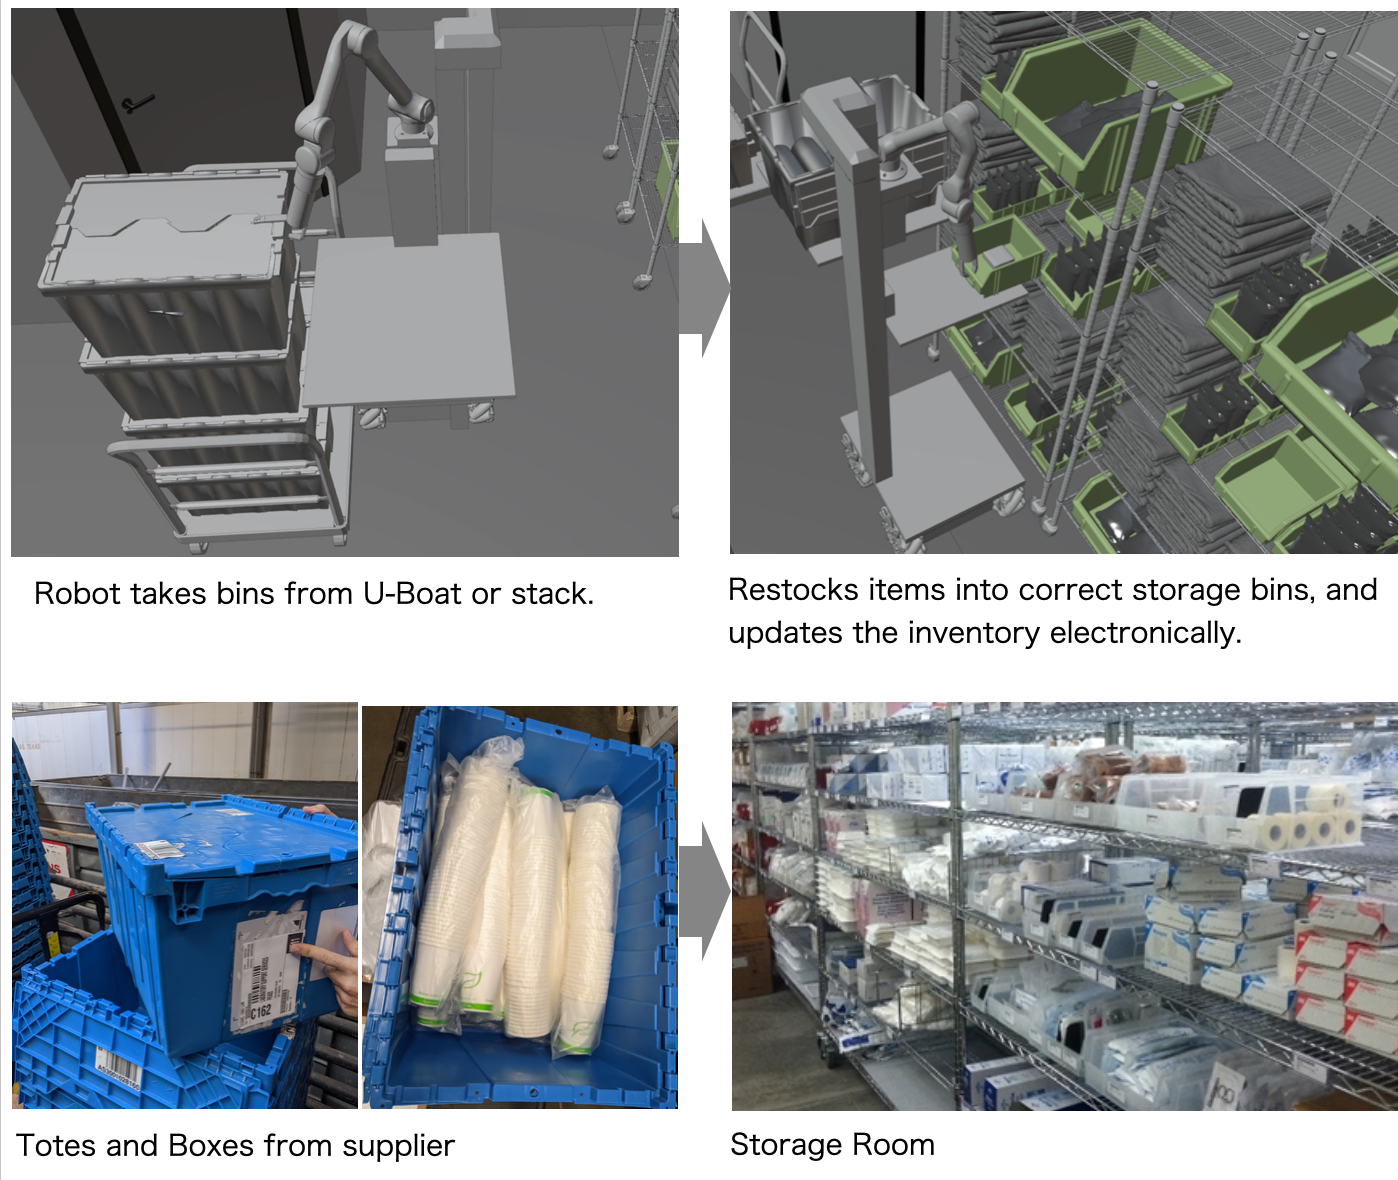 Robot takes bins from U-Boat or stack.
Restocks items into correct storage bins, and
updates the inventory electronically.
C162
Totes and Boxes from supplier
Storage Room